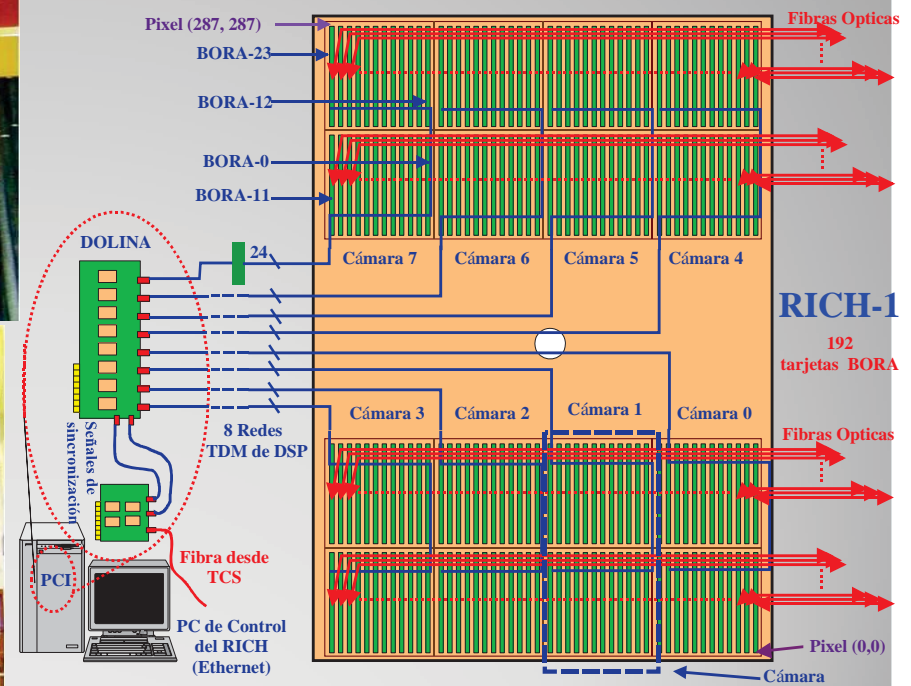 Pixel (287, 287)
Fibras Opticas
BORA-23
BORA-12
BORA-0
BORA-11
DOLINA
24
Cámara 7
Cámara 6
Cámara 5
Cámara 4
RICH-1
192
tarjetas BORA
Cámara 3
Cámara 2
Cámara 1
Cámara 0
8 Redes
TDM de DSP
Señales de
sincronización
Fibras Opticas
Fibra desde
TCS
PCI
PC de Control
del RICH
(Ethernet)
Pixel (0,0)
Cámara